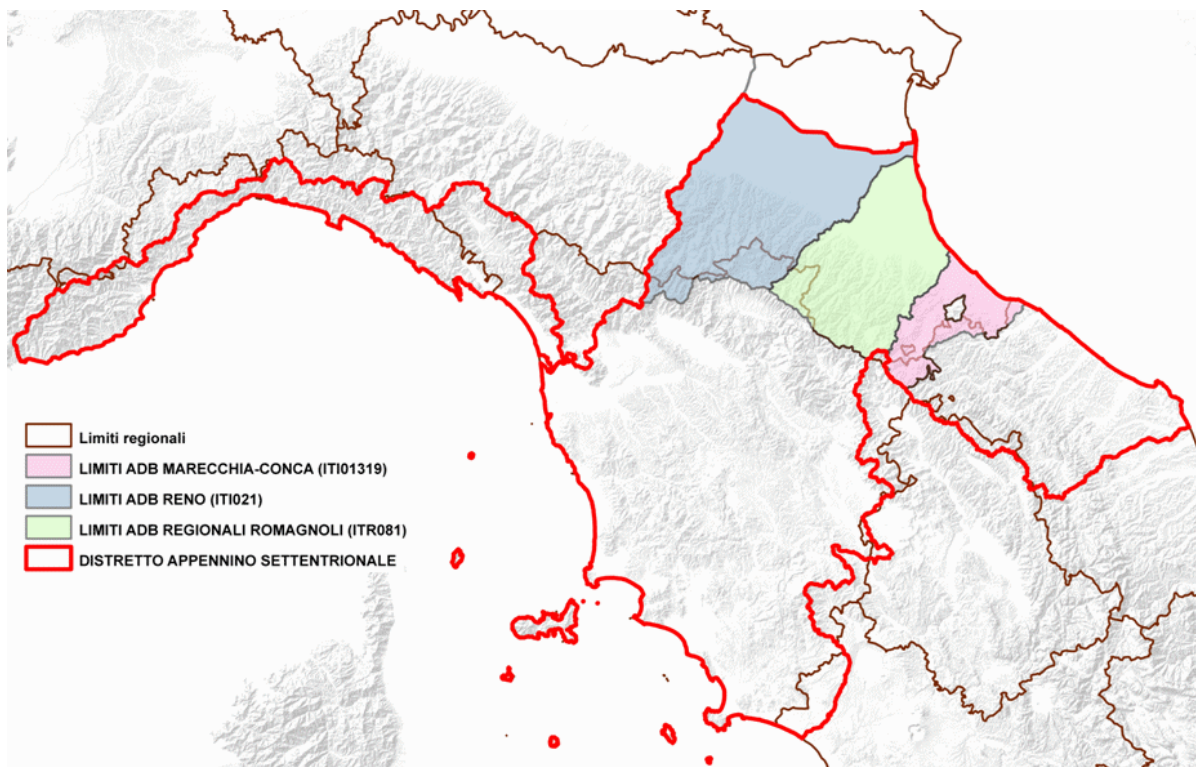 Limiti regionali
LIMITI ADB MARECCHIA-CONCA (ITI01319)
LIMITI ADB RENO (ITI021)
LIMITI ADB REGIONALI ROMAGNOLI (ITR081)
DISTRETTO APPENNINO SETTENTRIONALE